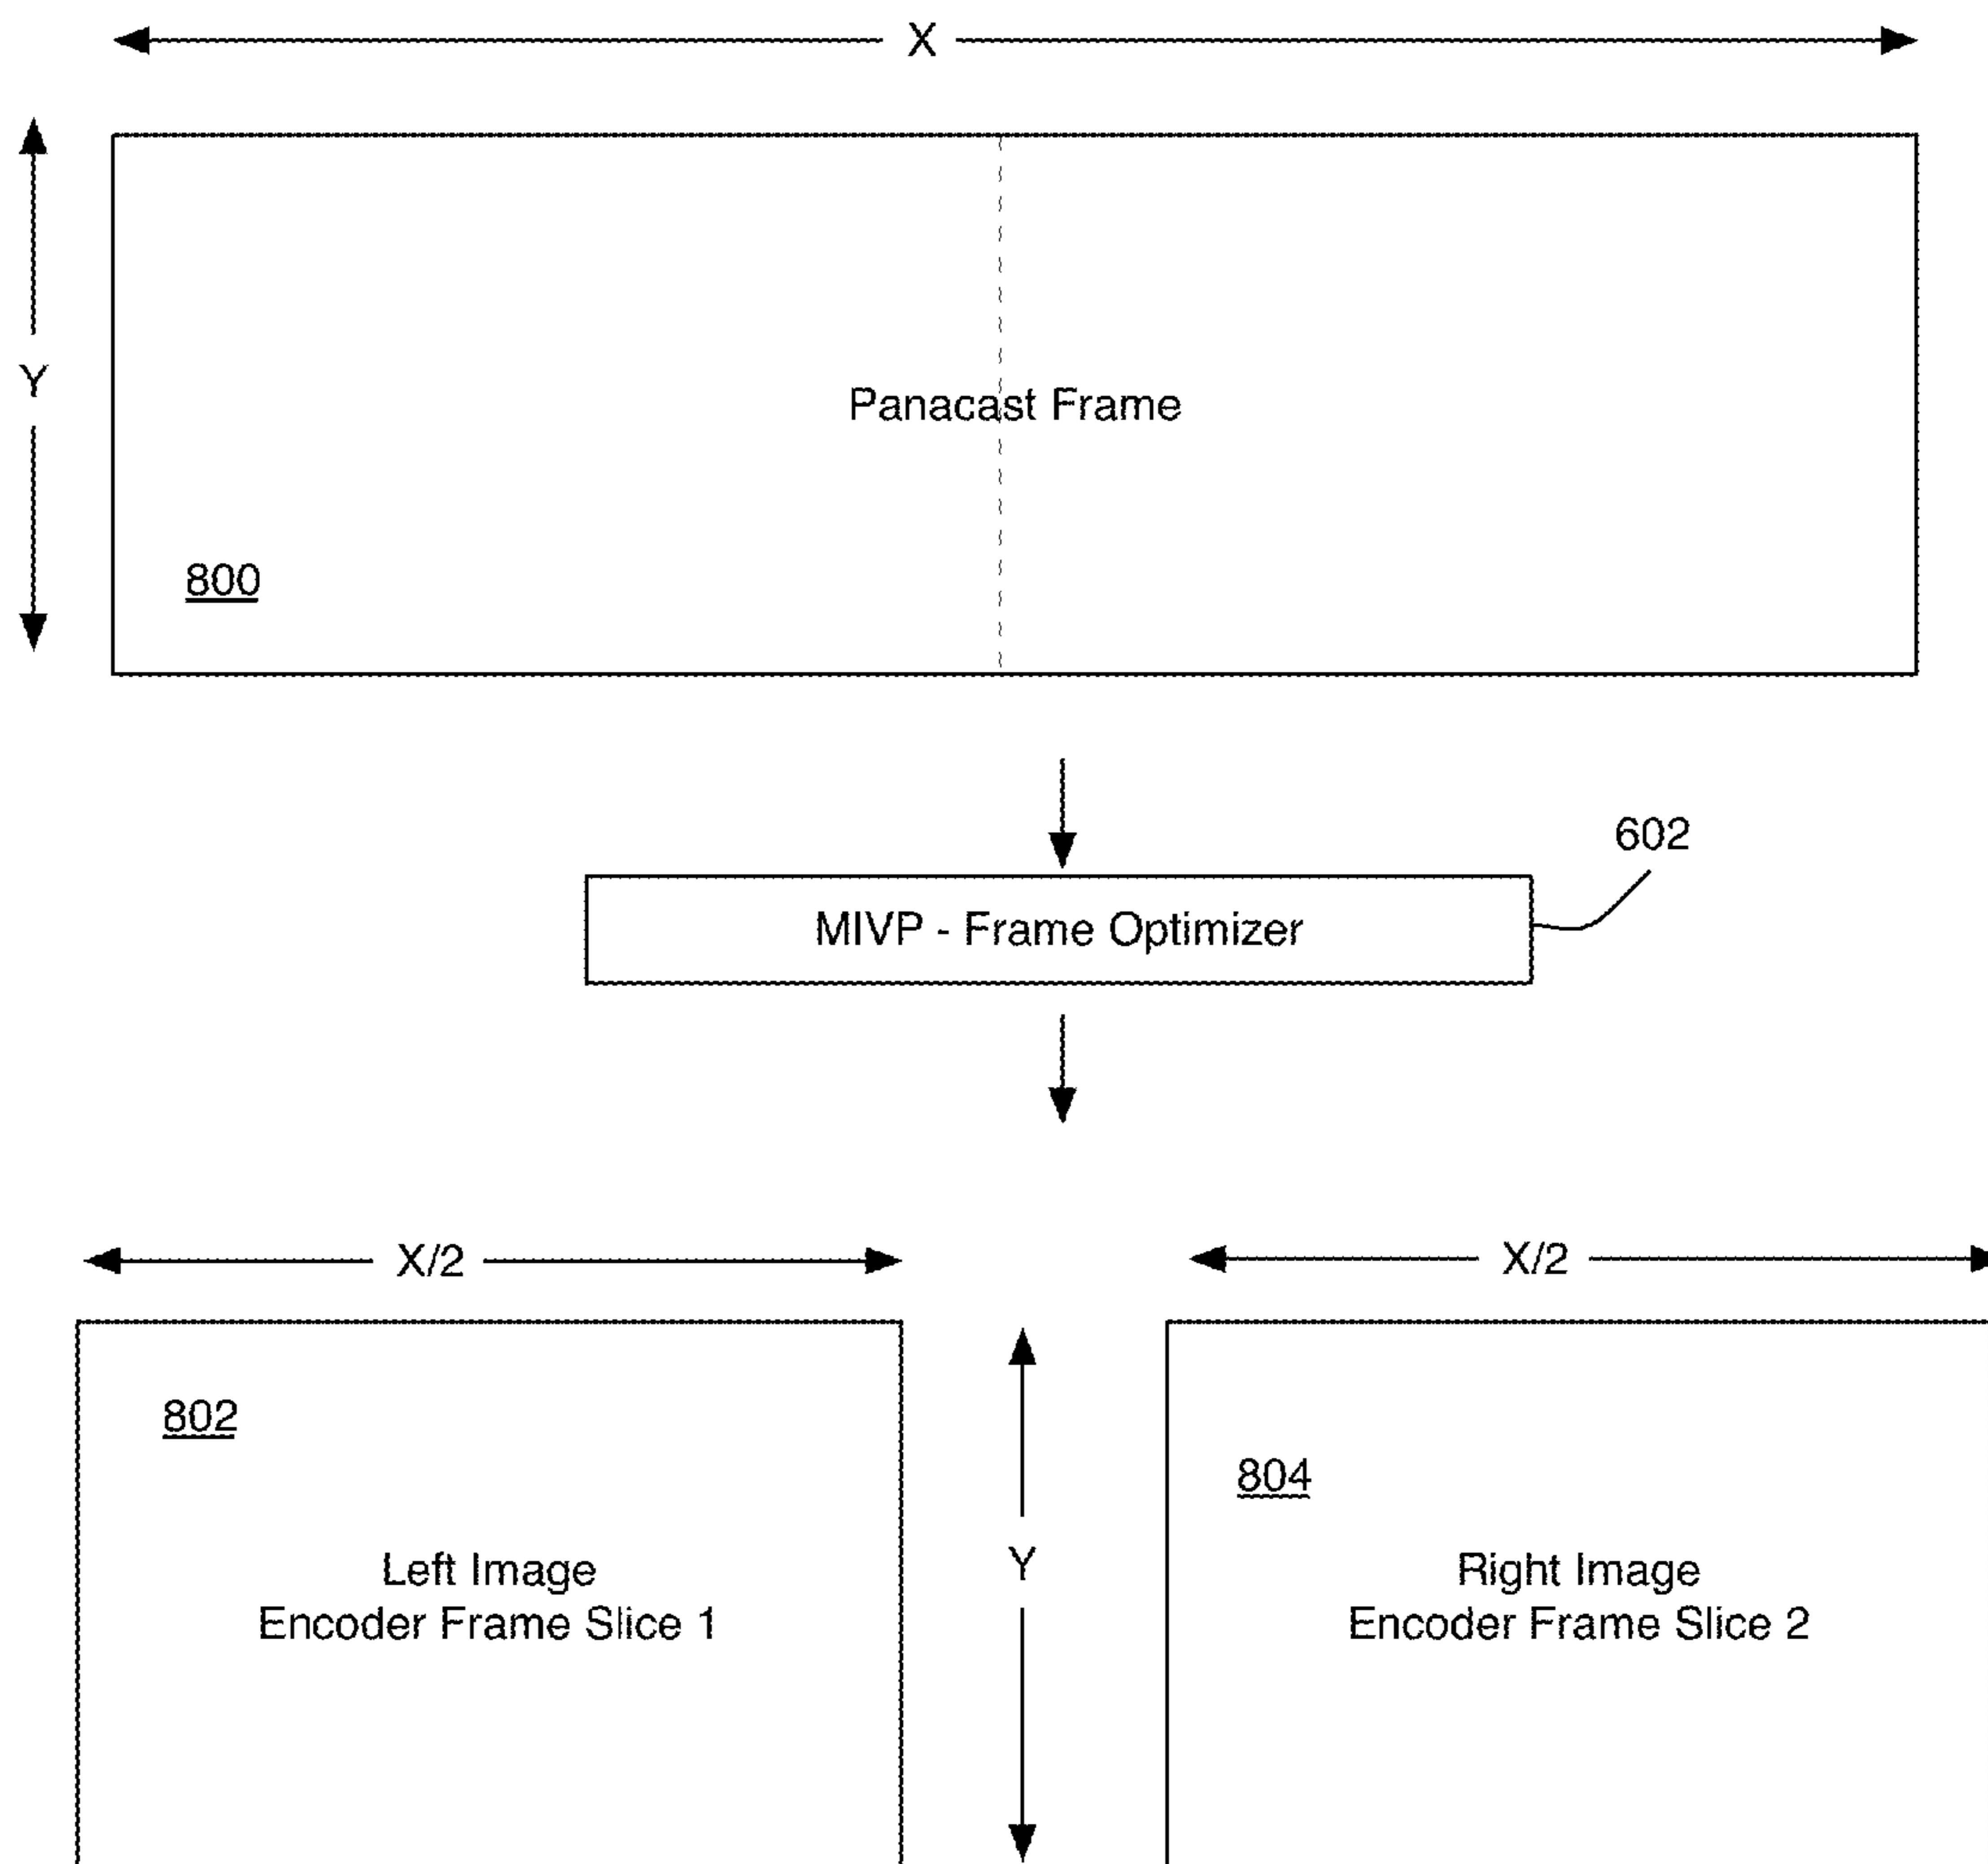 X
Y
Panacast Frame
800
602
MIVP - Frame Optimizer
X/2
X/2
802
804
Y
Left Image
Encoder Frame Slice 1
Right Image
Encoder Frame Slice 2